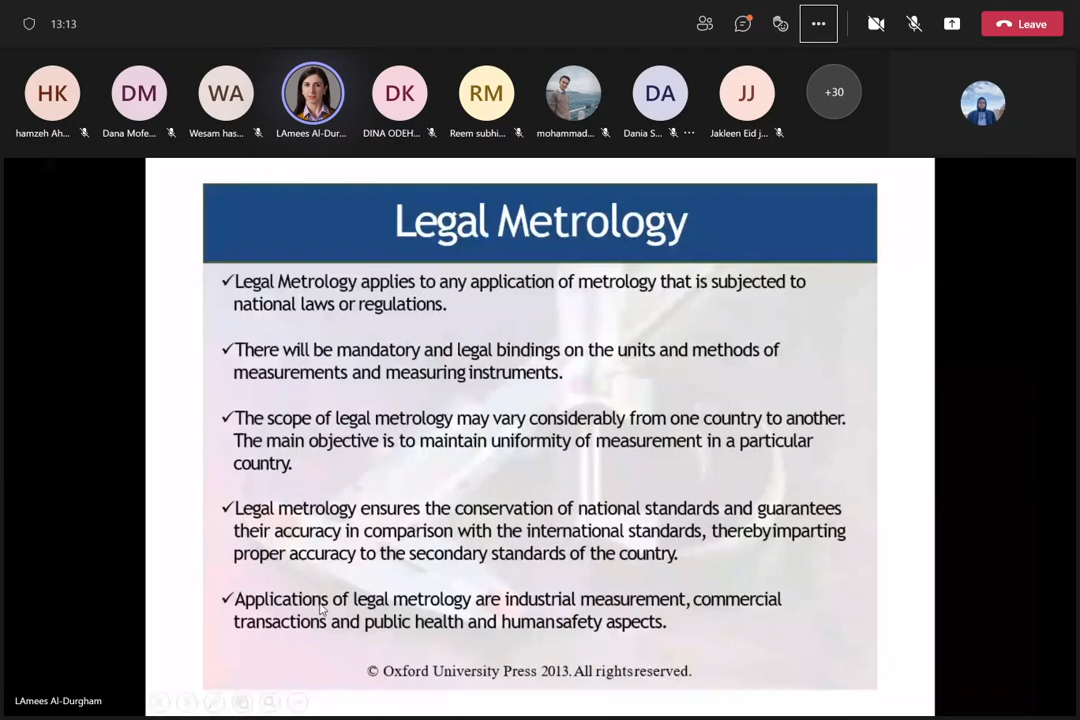 13:13
Leave
HK
DM
WA
DK
RM
DA
JJ
+30
hamzeh Ah...
Dana Mofe...
Wesam has...
LAmees Al-Dur...
DINA ODEH...
Reem subhi...
mohammad...
Dania S...
Jakleen Eid j...
Legal Metrology
✓Legal Metrology applies to any application of metrology that is subjected to
national laws or regulations.
✓There will be mandatory and legal bindings on the units and methods of
measurements and measuring instruments.
✓The scope of legal metrology may vary considerably from one country to another.
The main objective is to maintain uniformity of measurement in a particular
country.
✓Legal metrology ensures the conservation of national standards and guarantees
their accuracy in comparison with the international standards, therebyimparting
proper accuracy to the secondary standards of the country.
✓Applications of legal metrology are industrial measurement, commercial
transactions and public health and humansafety aspects.
© Oxford University Press 2013. All rightsreserved.
LAmees Al-Durgham